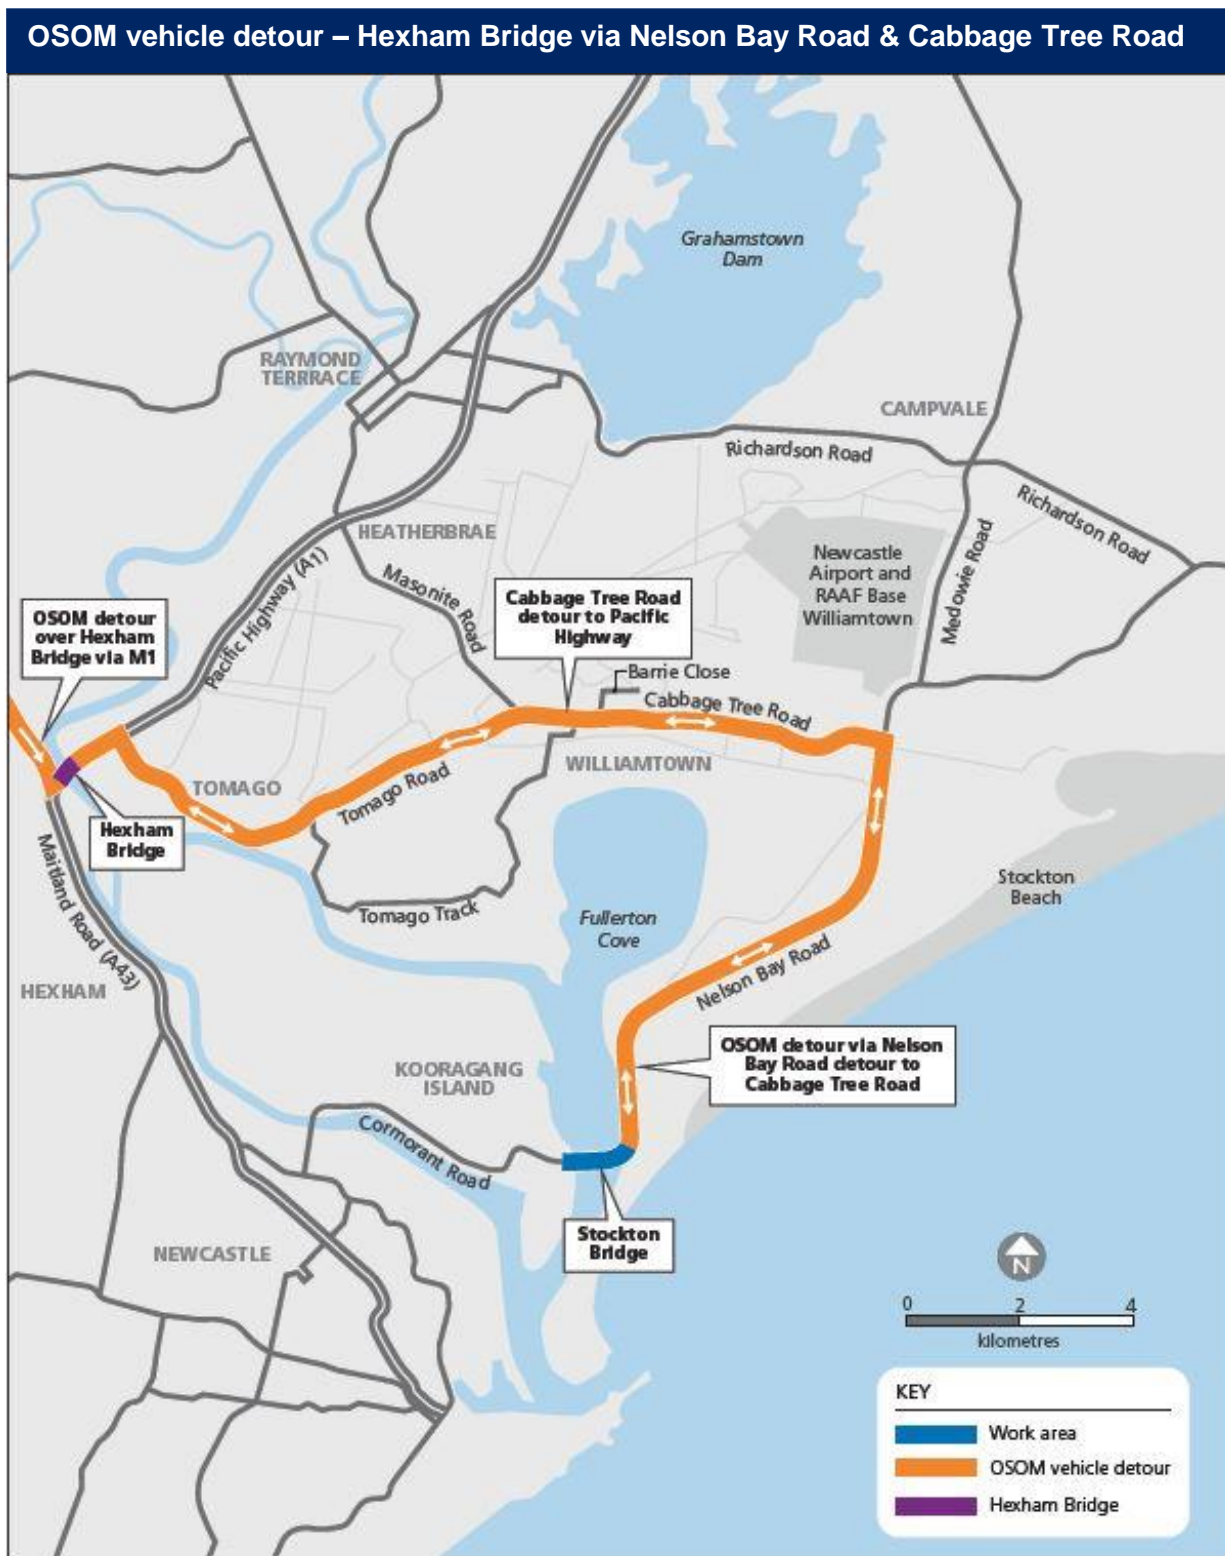 OSOM vehicle detour – Hexham Bridge via Nelson Bay Road & Cabbage Tree Road
Grahamstown
Dam
RAYMOND
TERRRACE
CAMPVALE
Richardson Road
Richardson Road
HEATHERBRAE
Newcastle
Airport and
RAAF Base
Williamtown
Medowie Road
Pacific Highway (A1)
Masonite Road
Cabbage Tree Road
detour to Pacific
Highway
OSOM detour
over Hexham
Bridge via M1
Barrie Close
Cabbage Tree Road
WILLIAMTOWN
TOMAGO
Tomago Road
Hexham
Bridge
Maitland Road (A43)
Stockton
Beach
Tomago Track
Fullerton
Cove
Nelson Bay Road
HEXHAM
OSOM detour via Nelson
Bay Road detour to
Cabbage Tree Road
KOORAGANG
ISLAND
Cormorant Road
Stockton
Bridge
NEWCASTLE
N
0 2 4
kilometres
KEY
Work area
OSOM vehicle detour
Hexham Bridge